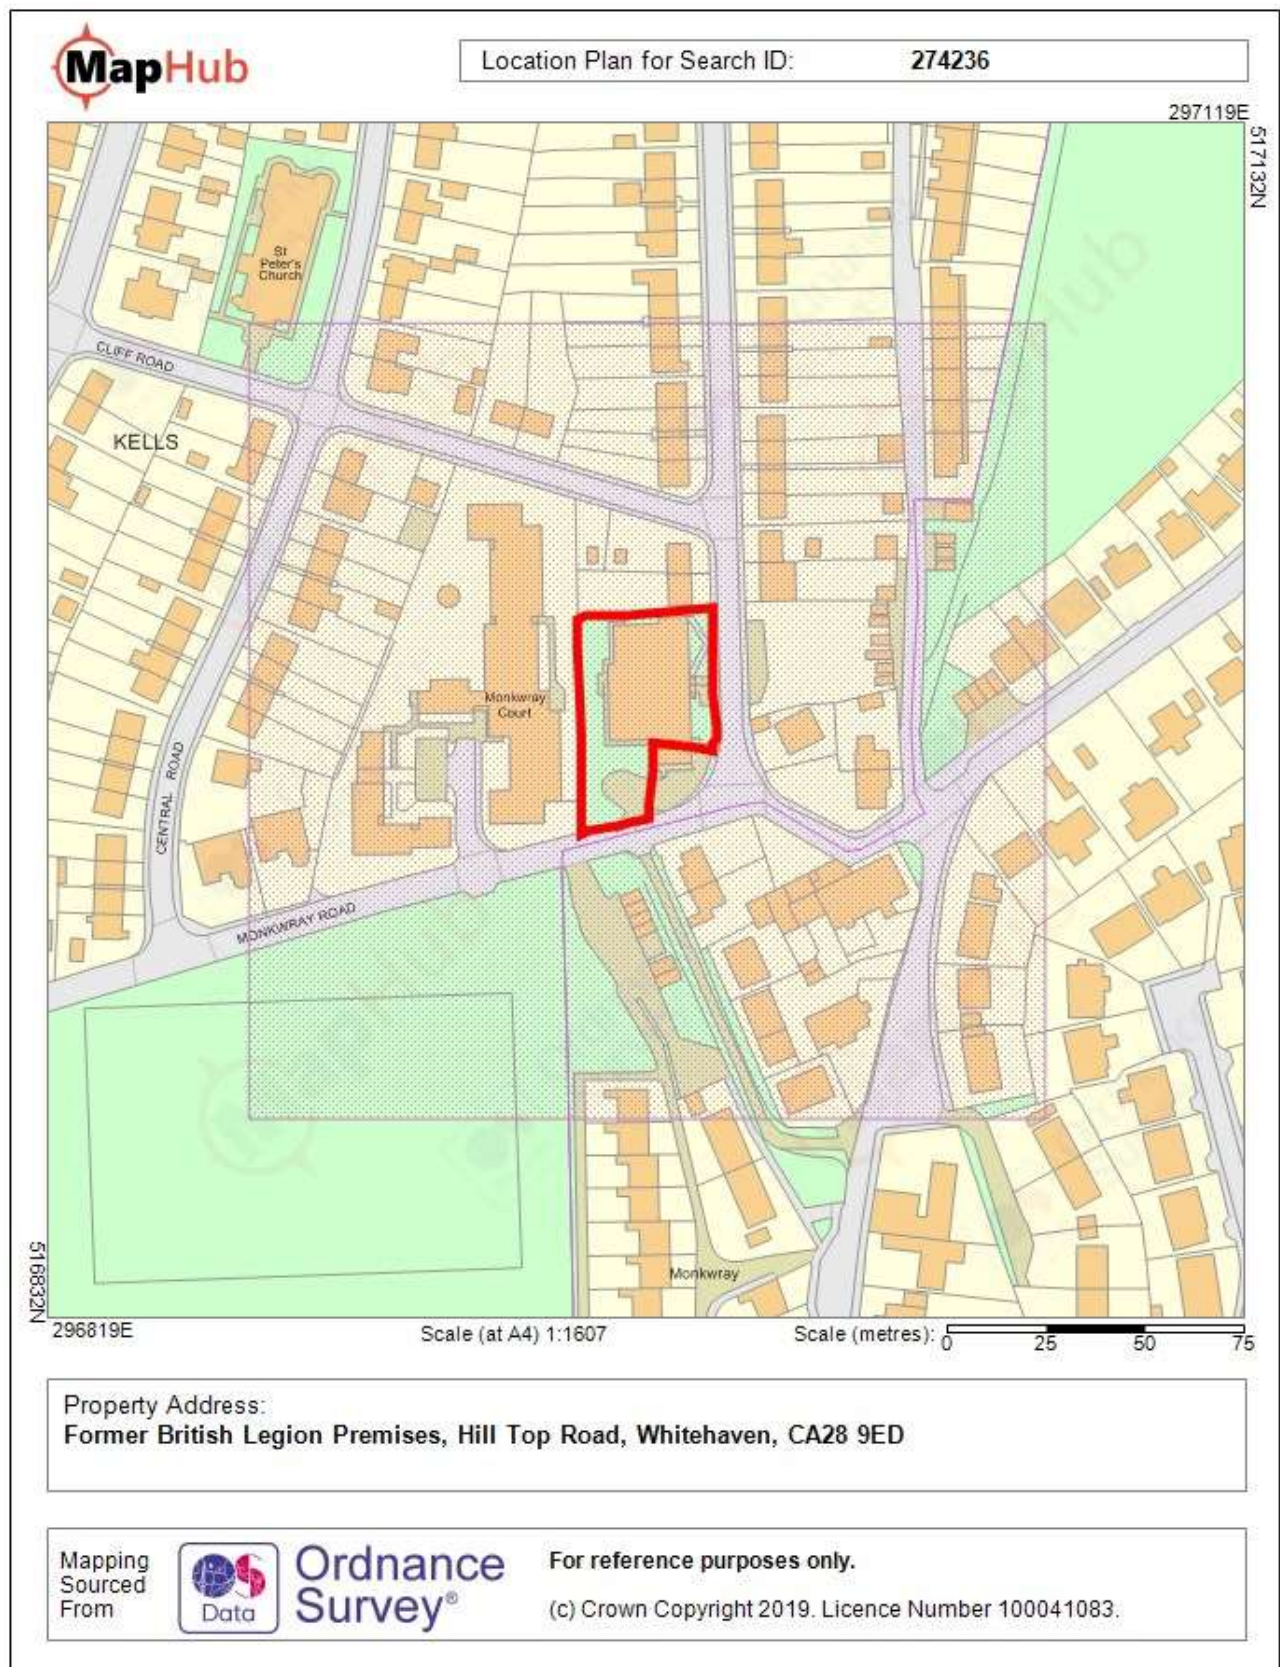 MapHub
Location Plan for Search ID: 274236
297119E
517132N
St
Peter's
Church
CLIFF ROAD
KELLS
Monkwray
Court
CENTRAL ROAD
MONKWRAY ROAD
Monkwray
516832N
296819E
Scale (at A4) 1:1607
Scale (metres): 0 25 50 75
Property Address:
Former British Legion Premises, Hill Top Road, Whitehaven, CA28 9ED
Mapping
Sourced
From
OS
Data
Ordnance
Survey®
For reference purposes only.
(c) Crown Copyright 2019. Licence Number 100041083.